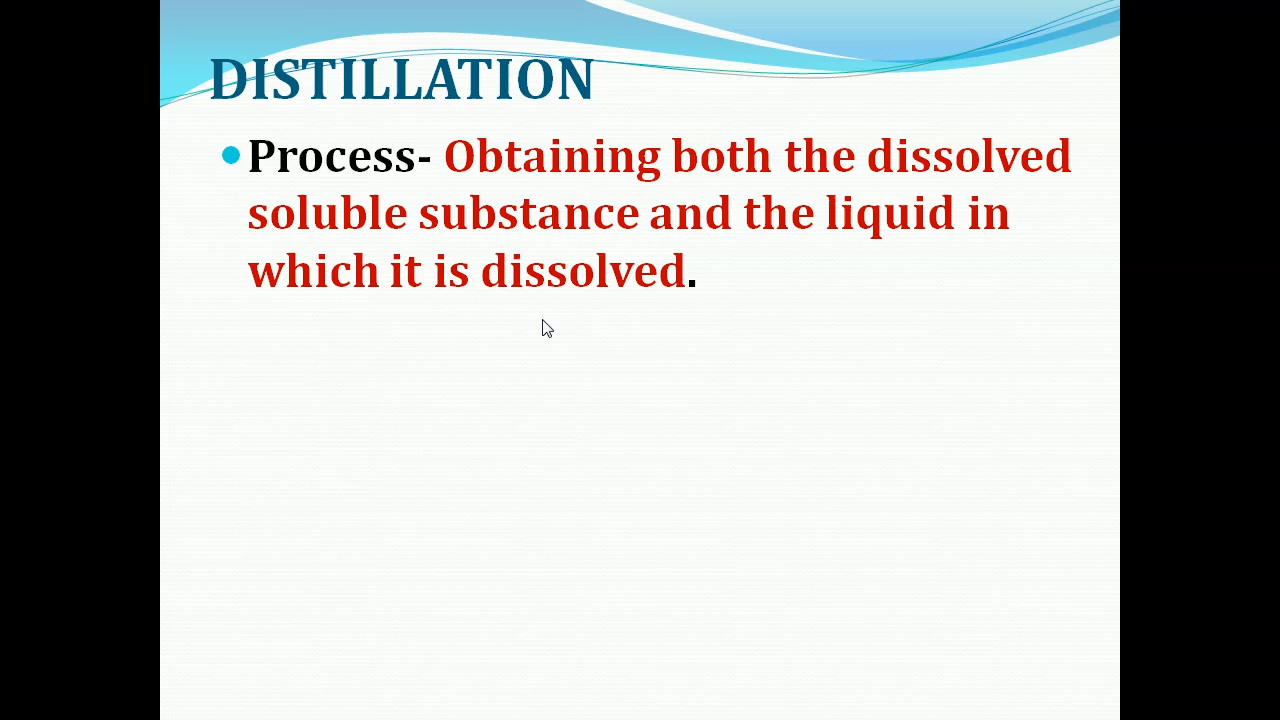 DISTILLATION
Process- Obtaining both the dissolved
soluble substance and the liquid in
which it is dissolved.